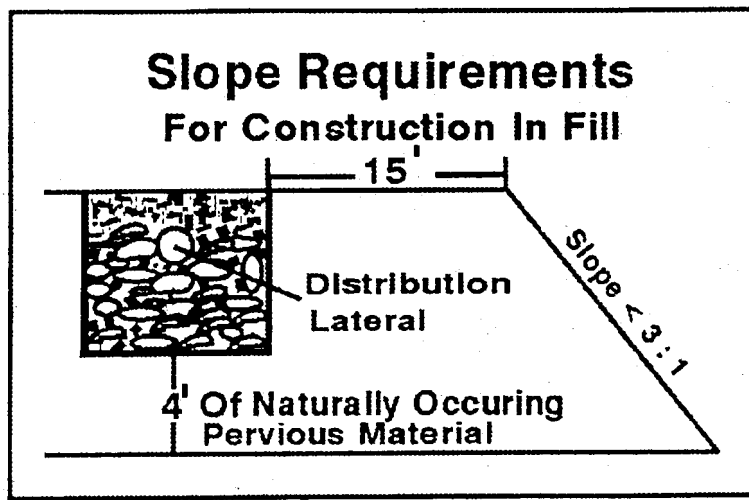 Slope Requirements
For Construction In Fill
15'
Distribution
Lateral
Slope < 3:1
4' Of Naturally Occuring
Pervious Material